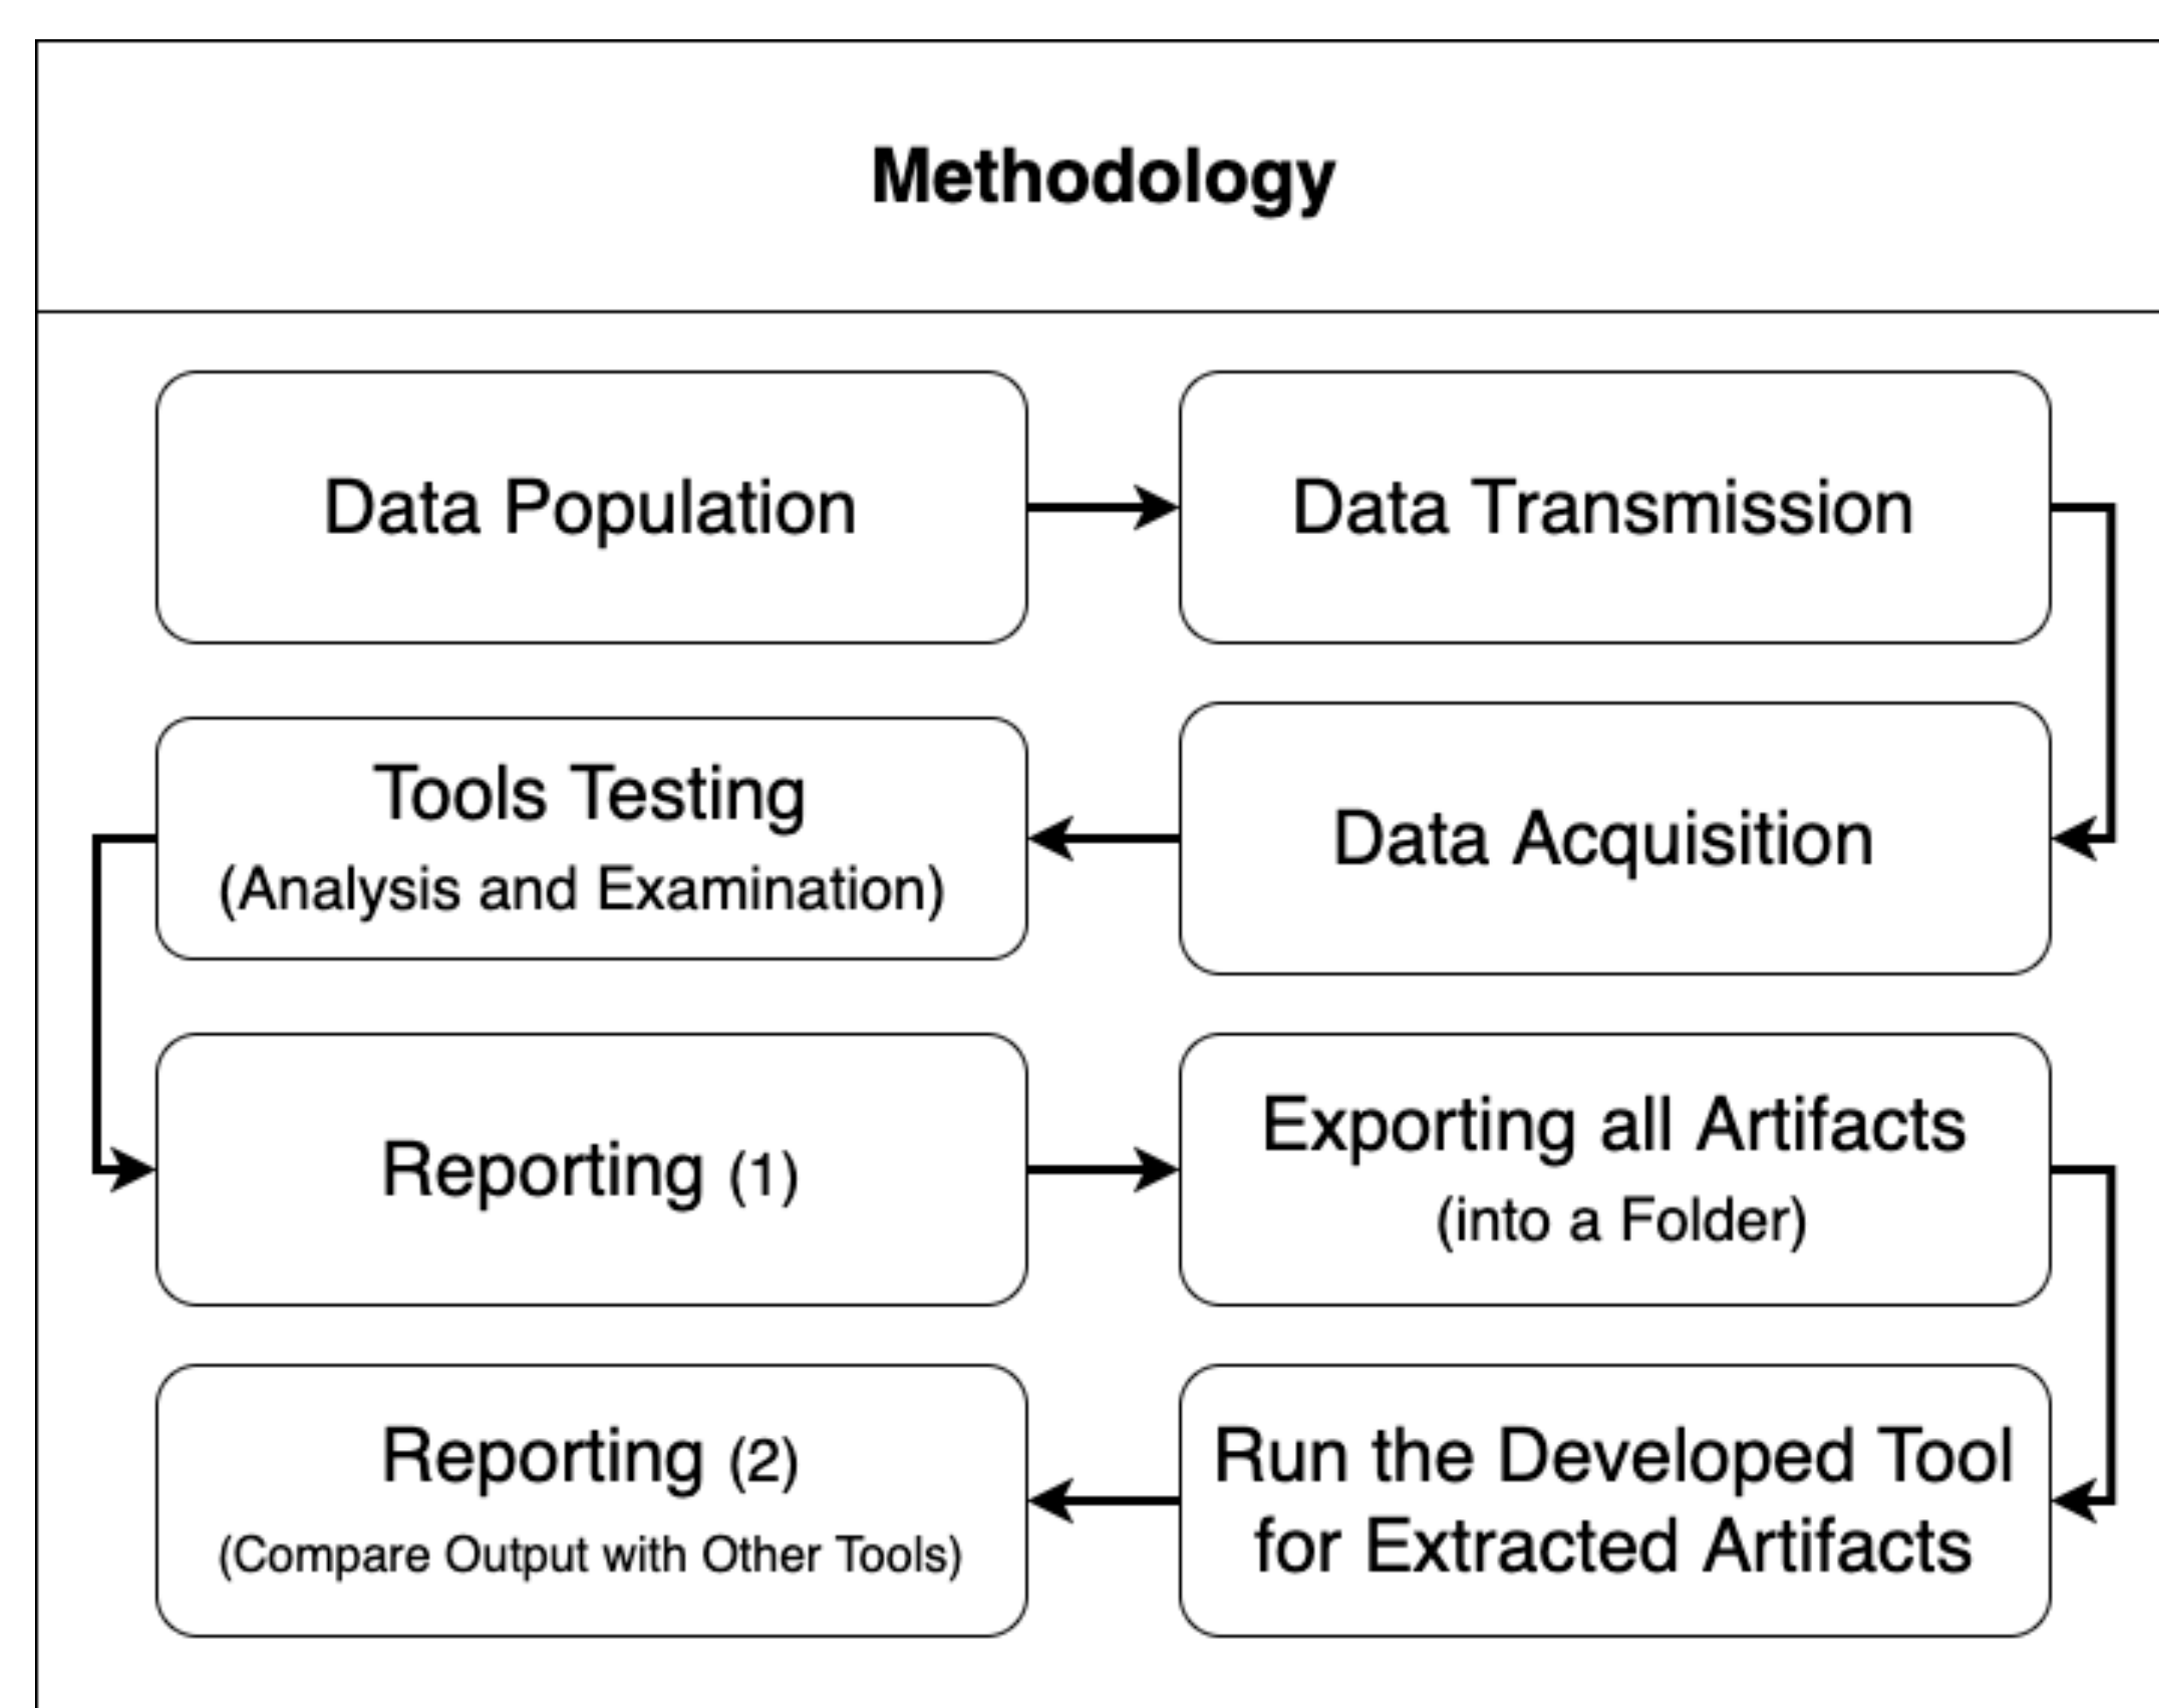 Methodology
Data Population
Data Transmission
Data Acquisition
Tools Testing
(Analysis and Examination)
Reporting (1)
Exporting all Artifacts
(into a Folder)
Run the Developed Tool
for Extracted Artifacts
Reporting (2)
(Compare Output with Other Tools)